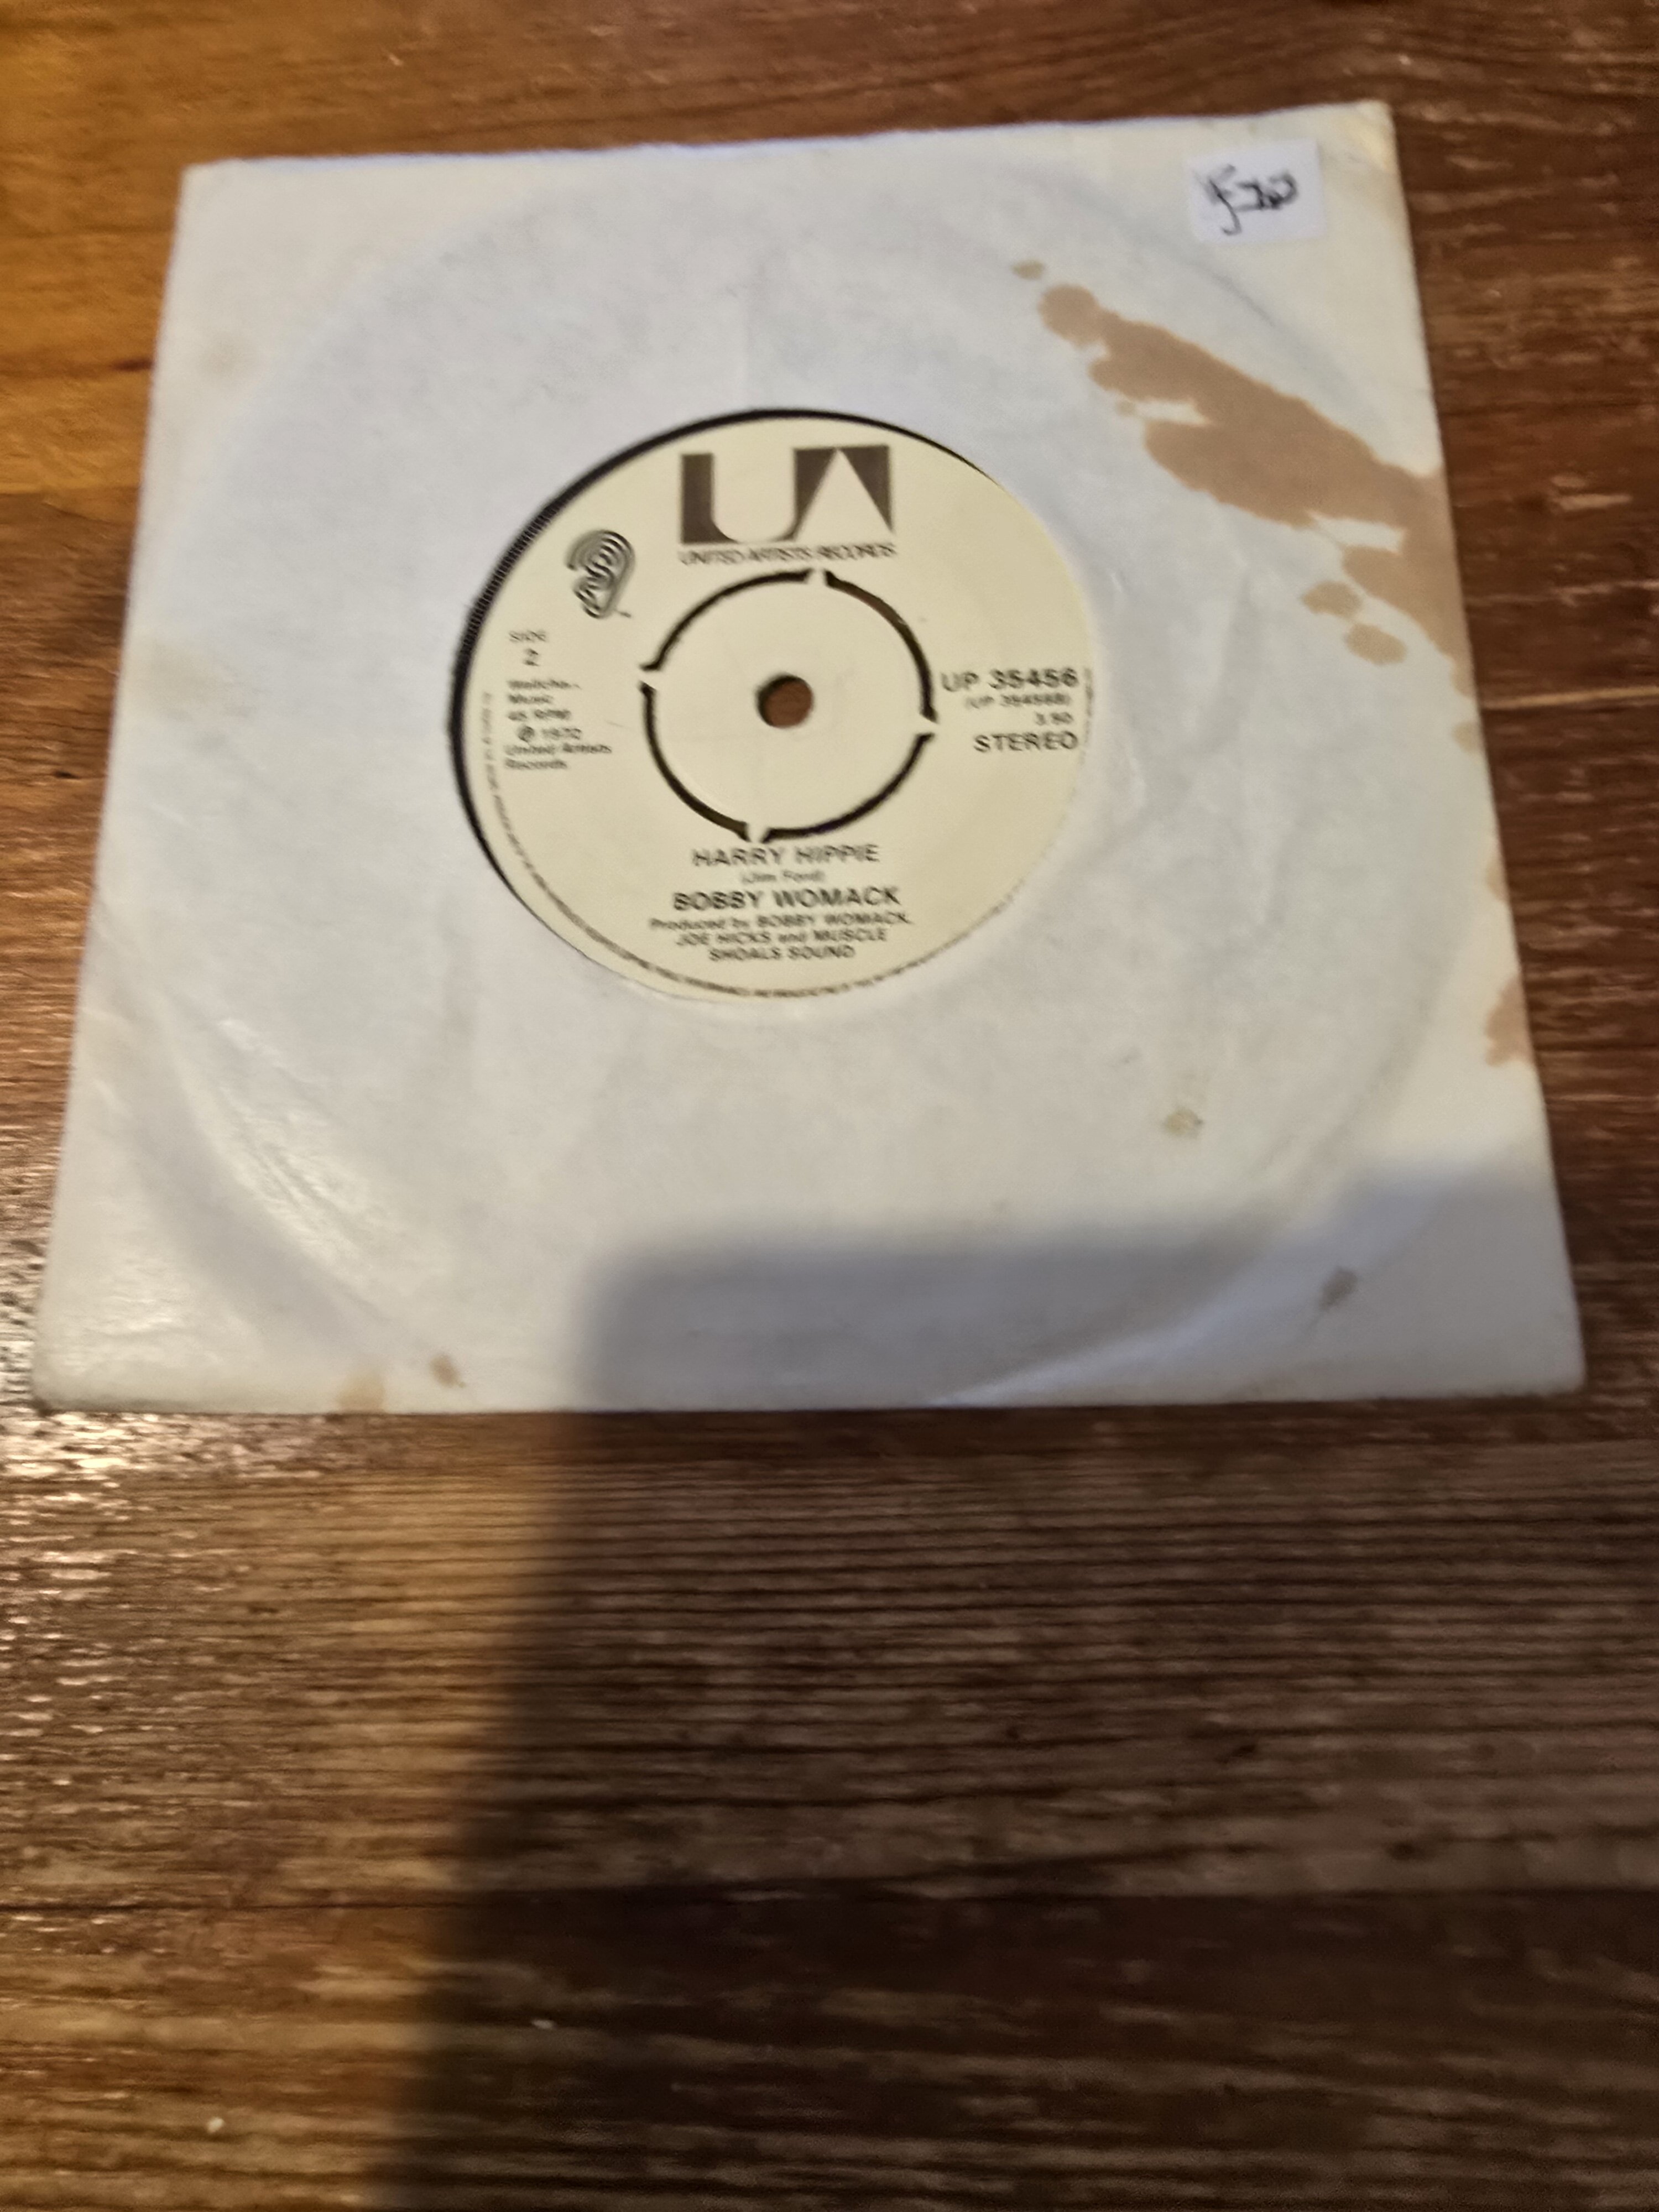 UA
UNITED ARTISTS RECORDS
SIDE
2
Music
45 RPM
℗ 1972
United Artists
Records
UP 35456
(UP 35456B)
3.50
STEREO
HARRY HIPPIE
(Jim Ford)
BOBBY WOMACK
Produced by BOBBY WOMACK,
JOE HICKS and MUSCLE
SHOALS SOUND